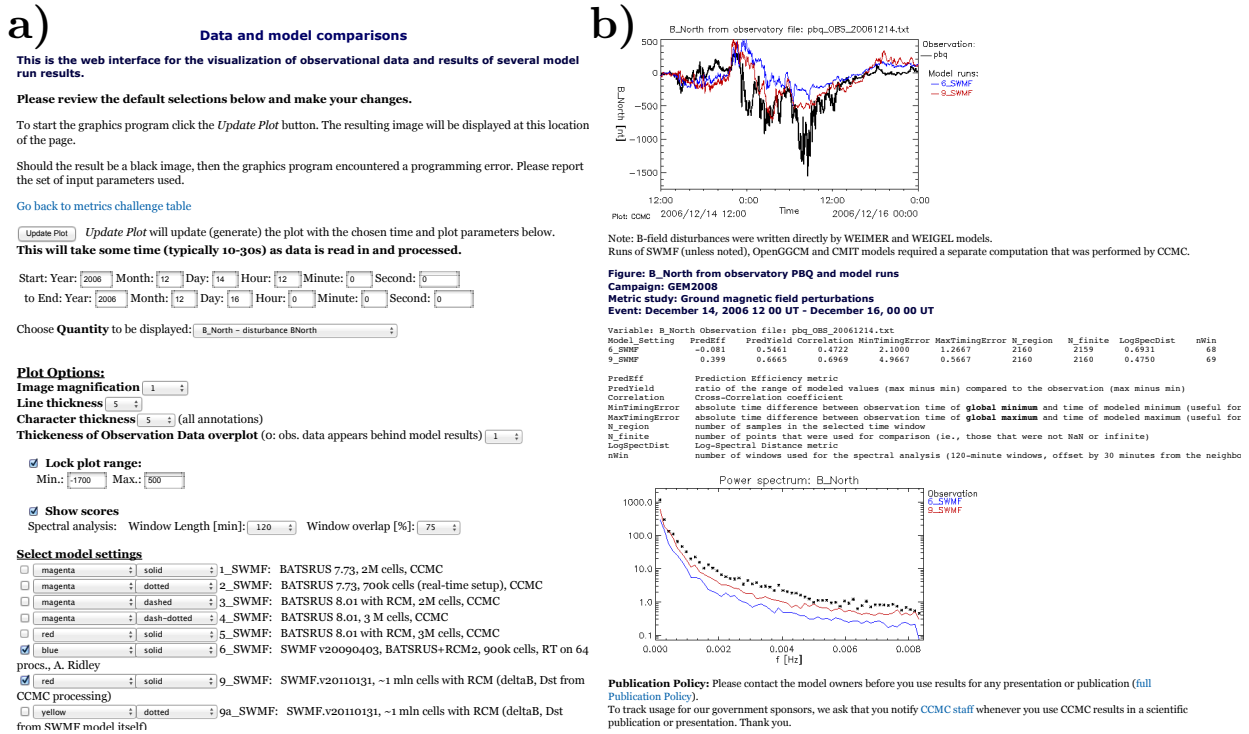 a)
Data and model comparisons
This is the web interface for the visualization of observational data and results of several model
run results.
Please review the default selections below and make your changes.
To start the graphics program click the Update Plot button. The resulting image will be displayed at this location
of the page.
Should the result be a black image, then the graphics program encountered a programming error. Please report
the set of input parameters used.
Go back to metrics challenge table
Update Plot Update Plot will update (generate) the plot with the chosen time and plot parameters below.
This will take some time (typically 10-30s) as data is read in and processed.
Start: Year: 2006 Month: 12 Day: 14 Hour: 12 Minute: 0 Second: 0
to End: Year: 2006 Month: 12 Day: 16 Hour: 0 Minute: 0 Second: 0
Choose Quantity to be displayed: B_North - disturbance BNorth
Plot Options:
Image magnification 1
Line thickness 5
Character thickness 5 (all annotations)
Thickness of Observation Data overplot (0: obs. data appears behind model results) 1
Lock plot range:
Min.: -1700 Max.: 500
Show scores
Spectral analysis: Window Length [min]: 120 Window overlap [%]: 75
Select model settings
magenta solid 1_SWMF: BATSRUS 7.73, 2M cells, CCMC
magenta dotted 2_SWMF: BATSRUS 7.73, 700k cells (real-time setup), CCMC
magenta dashed 3_SWMF: BATSRUS 8.01 with RCM, 2M cells, CCMC
magenta dash-dotted 4_SWMF: BATSRUS 8.01, 3 M cells, CCMC
red solid 5_SWMF: BATSRUS 8.01 with RCM, 3M cells, CCMC
blue solid 6_SWMF: SWMF v20090403, BATSRUS+RCM2, 900k cells, RT on 64
procs., A. Ridley
red solid 9_SWMF: SWMF.v20110131, ~1 mln cells with RCM (deltaB, Dst from
CCMC processing)
yellow dotted 9a_SWMF: SWMF.v20110131, ~1 mln cells with RCM (deltaB, Dst
from SWMF model itself)
b)
B_North from observatory file: pbq_OBS_20061214.txt
Observation:
pbq
Model runs:
6_SWMF
9_SWMF
B_North [nt]
500
0
-500
-1000
-1500
12:00 0:00 12:00 0:00
Plot: CCMC 2006/12/14 12:00 Time 2006/12/16 00:00
Note: B-field disturbances were written directly by WEIMER and WEIGEL models.
Runs of SWMF (unless noted), OpenGGCM and CMIT models required a separate computation that was performed by CCMC.
Figure: B_North from observatory PBQ and model runs
Campaign: GEM2008
Metric study: Ground magnetic field perturbations
Event: December 14, 2006 12 00 UT - December 16, 00 00 UT
Variable: B_North Observation file: pbq_OBS_20061214.txt
Model_Setting PredEff PredYield Correlation MinTimingError MaxTimingError N_region N_finite LogSpecDist nWin
6_SWMF -0.081 0.5461 0.4722 2.1000 1.2667 2160 2159 0.6931 68
9_SWMF 0.399 0.6665 0.6969 4.9667 0.5667 2160 2160 0.4750 69
PredEff Prediction Efficiency metric
PredYield ratio of the range of modeled values (max minus min) compared to the observation (max minus min)
Correlation Cross-Correlation coefficient
MinTimingError absolute time difference between observation time of global minimum and time of modeled minimum (useful for
MaxTimingError absolute time difference between observation time of global maximum and time of modeled maximum (useful for
N_region number of samples in the selected time window
N_finite number of points that were used for comparison (ie., those that were not NaN or infinite)
LogSpecDist Log-Spectral Distance metric
nWin number of windows used for the spectral analysis (120-minute windows, offset by 30 minutes from the neighbo
Power spectrum: B_North
Observation
6_SWMF
9_SWMF
1000.0
100.0
10.0
1.0
0.1
0.000 0.002 0.004 0.006 0.008
f [Hz]
Publication Policy: Please contact the model owners before you use results for any presentation or publication (full
Publication Policy).
To track usage for our government sponsors, we ask that you notify CCMC staff whenever you use CCMC results in a scientific
publication or presentation. Thank you.